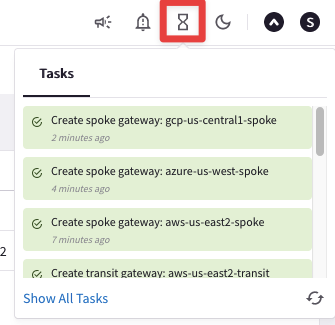 S
Tasks
Create spoke gateway: gcp-us-central1-spoke
2 minutes ago
Create spoke gateway: azure-us-west-spoke
4 minutes ago
Create spoke gateway: aws-us-east2-spoke
7 minutes ago
2
Create transit gateway: aws-us-east2-transit
Show All Tasks